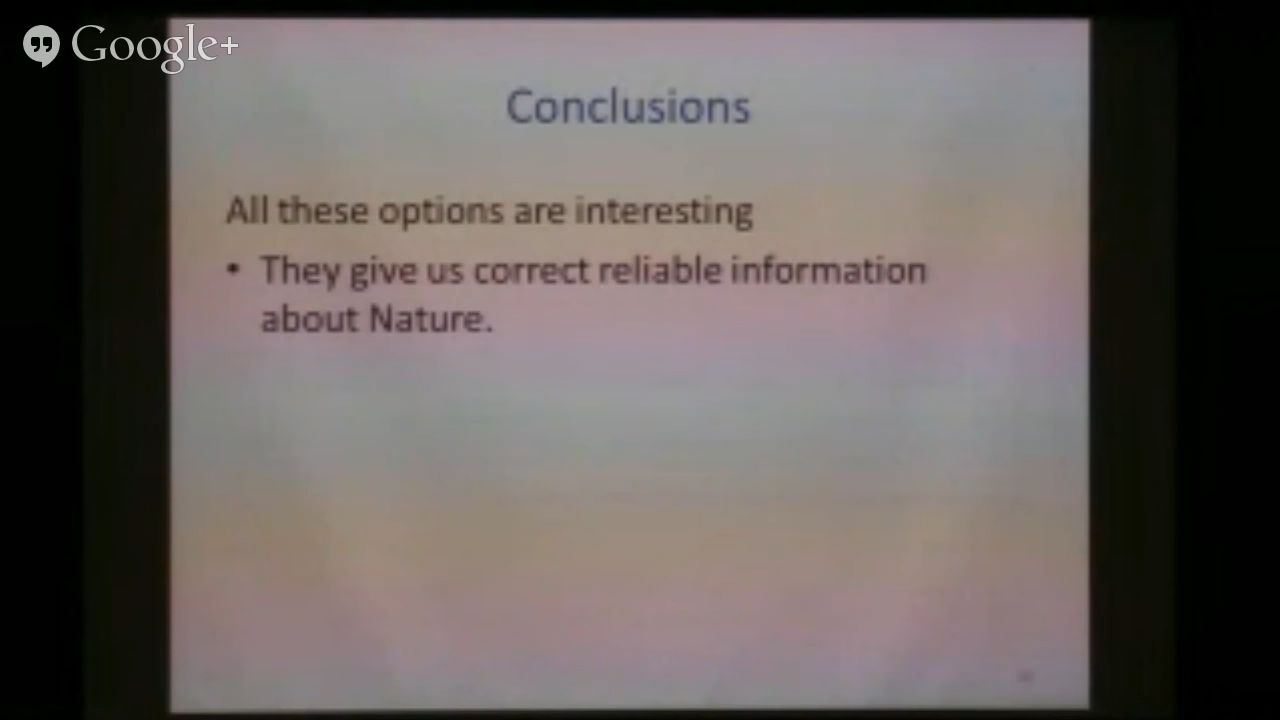 Google+
Conclusions
All these options are interesting
• They give us correct reliable information
about Nature.